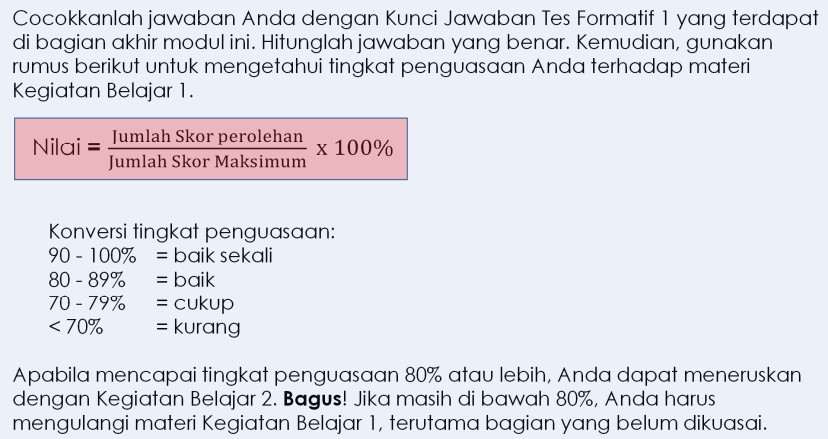 Cocokkanlah jawaban Anda dengan Kunci Jawaban Tes Formatif 1 yang terdapat
di bagian akhir modul ini. Hitunglah jawaban yang benar. Kemudian, gunakan
rumus berikut untuk mengetahui tingkat penguasaan Anda terhadap materi
Kegiatan Belajar 1.
Nilai = Jumlah Skor perolehan / Jumlah Skor Maksimum x 100%
Konversi tingkat penguasaan:
90 - 100% = baik sekali
80 - 89% = baik
70 - 79% = cukup
< 70% = kurang
Apabila mencapai tingkat penguasaan 80% atau lebih, Anda dapat meneruskan
dengan Kegiatan Belajar 2. Bagus! Jika masih di bawah 80%, Anda harus
mengulangi materi Kegiatan Belajar 1, terutama bagian yang belum dikuasai.